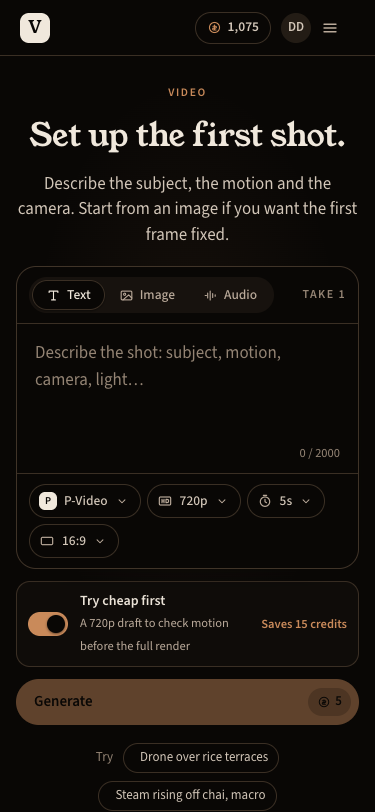 V
1,075
DD
VIDEO
Set up the first shot.
Describe the subject, the motion and the
camera. Start from an image if you want the first
frame fixed.
Text
Image
Audio
TAKE 1
Describe the shot: subject, motion,
camera, light…
0 / 2000
P
P-Video
HD
720p
5s
16:9
Try cheap first
A 720p draft to check motion
before the full render
Saves 15 credits
Generate
5
Try
Drone over rice terraces
Steam rising off chai, macro